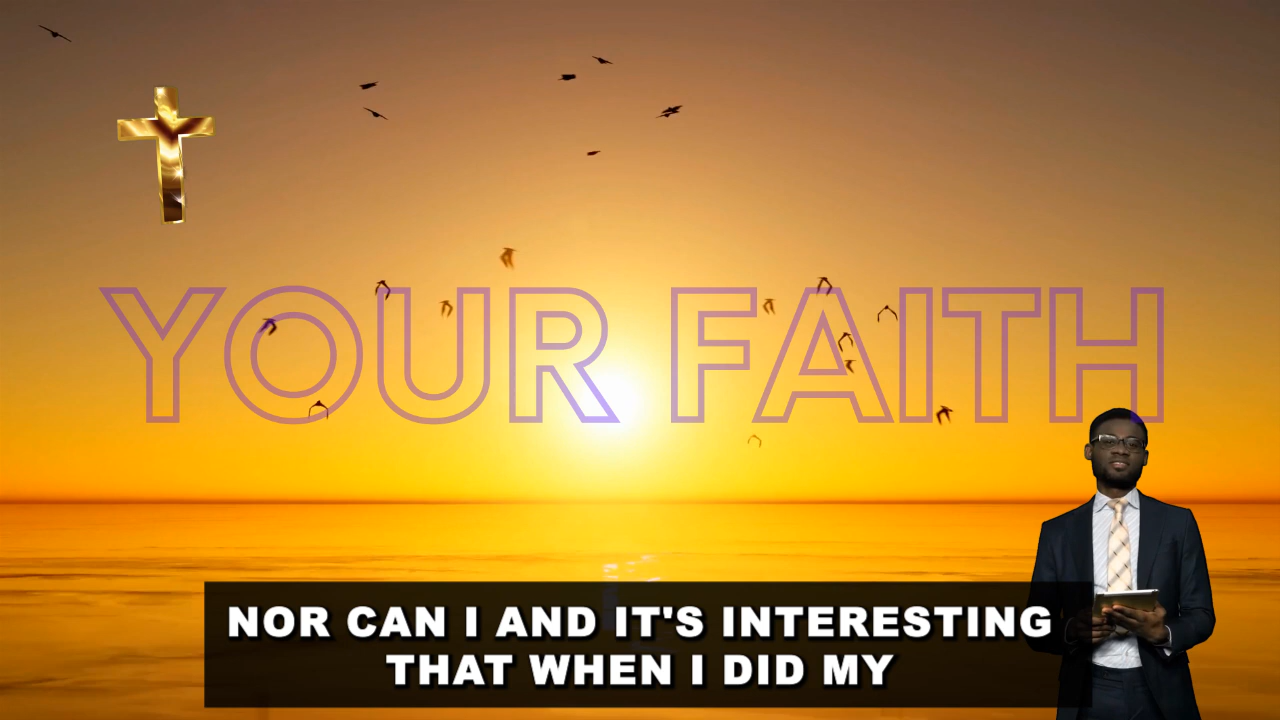 YOUR FAITH
NOR CAN I AND IT'S INTERESTING
THAT WHEN I DID MY